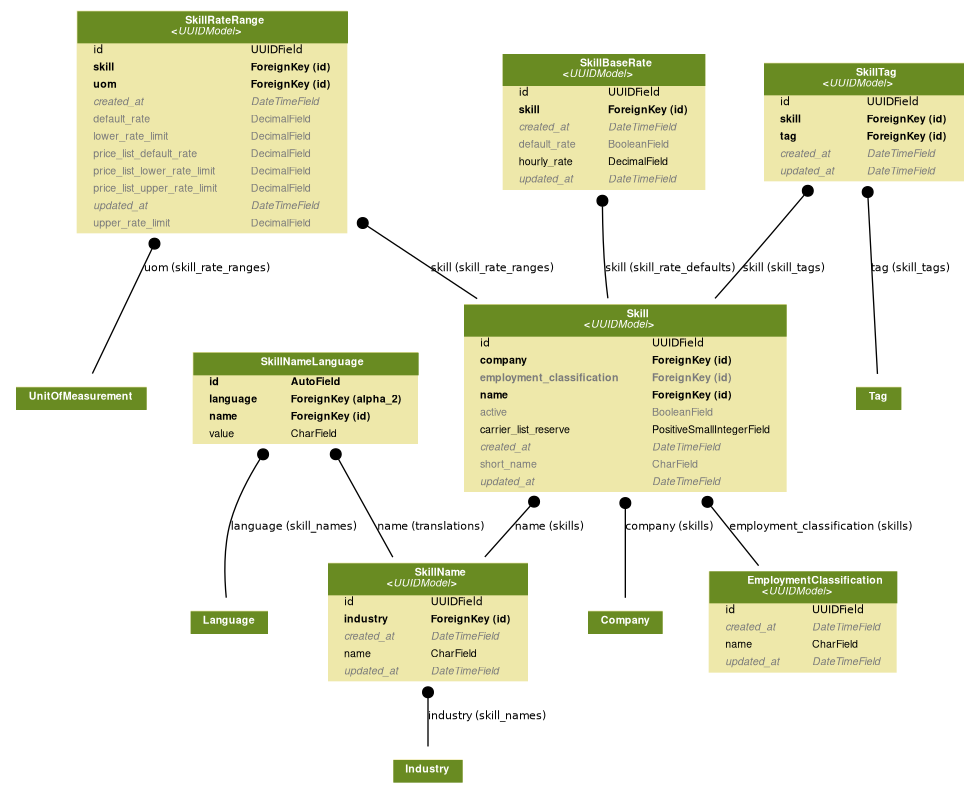 SkillRateRange
<UUIDModel>
id UUIDField
skill ForeignKey (id)
uom ForeignKey (id)
created_at DateTimeField
default_rate DecimalField
lower_rate_limit DecimalField
price_list_default_rate DecimalField
price_list_lower_rate_limit DecimalField
price_list_upper_rate_limit DecimalField
updated_at DateTimeField
upper_rate_limit DecimalField
SkillBaseRate
<UUIDModel>
id UUIDField
skill ForeignKey (id)
created_at DateTimeField
default_rate BooleanField
hourly_rate DecimalField
updated_at DateTimeField
SkillTag
<UUIDModel>
id UUIDField
skill ForeignKey (id)
tag ForeignKey (id)
created_at DateTimeField
updated_at DateTimeField
uom (skill_rate_ranges)
skill (skill_rate_ranges)
skill (skill_rate_defaults)
skill (skill_tags)
tag (skill_tags)
Skill
<UUIDModel>
id UUIDField
company ForeignKey (id)
employment_classification ForeignKey (id)
name ForeignKey (id)
active BooleanField
carrier_list_reserve PositiveSmallIntegerField
created_at DateTimeField
short_name CharField
updated_at DateTimeField
SkillNameLanguage
id AutoField
language ForeignKey (alpha_2)
name ForeignKey (id)
value CharField
UnitOfMeasurement
Tag
language (skill_names)
name (translations)
name (skills)
company (skills)
employment_classification (skills)
SkillName
<UUIDModel>
id UUIDField
industry ForeignKey (id)
created_at DateTimeField
name CharField
updated_at DateTimeField
EmploymentClassification
<UUIDModel>
id UUIDField
created_at DateTimeField
name CharField
updated_at DateTimeField
Language
Company
industry (skill_names)
Industry